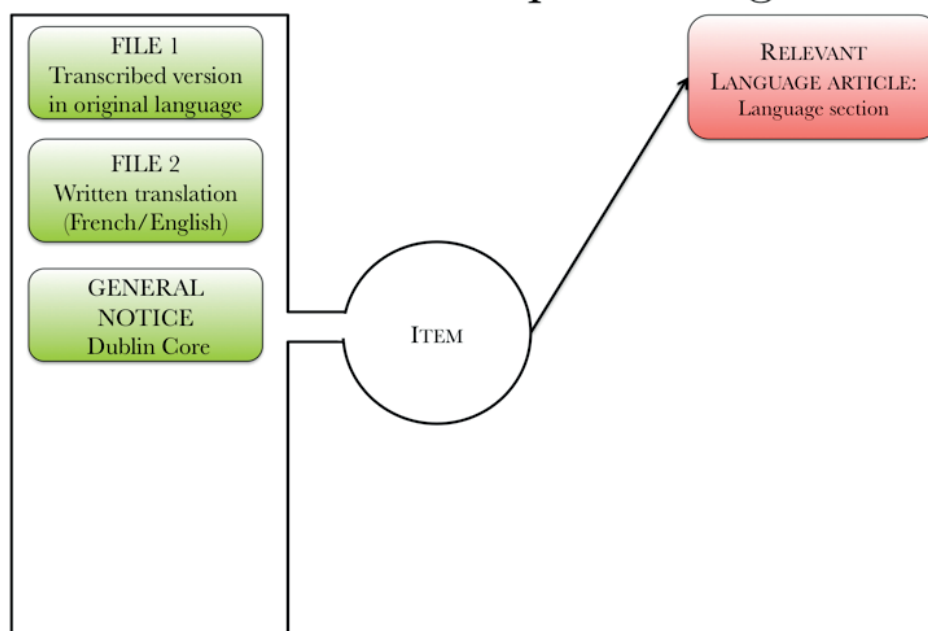 FILE 1
Transcribed version
in original language
FILE 2
Written translation
(French/English)
GENERAL
NOTICE
Dublin Core
ITEM
RELEVANT
LANGUAGE ARTICLE:
Language section